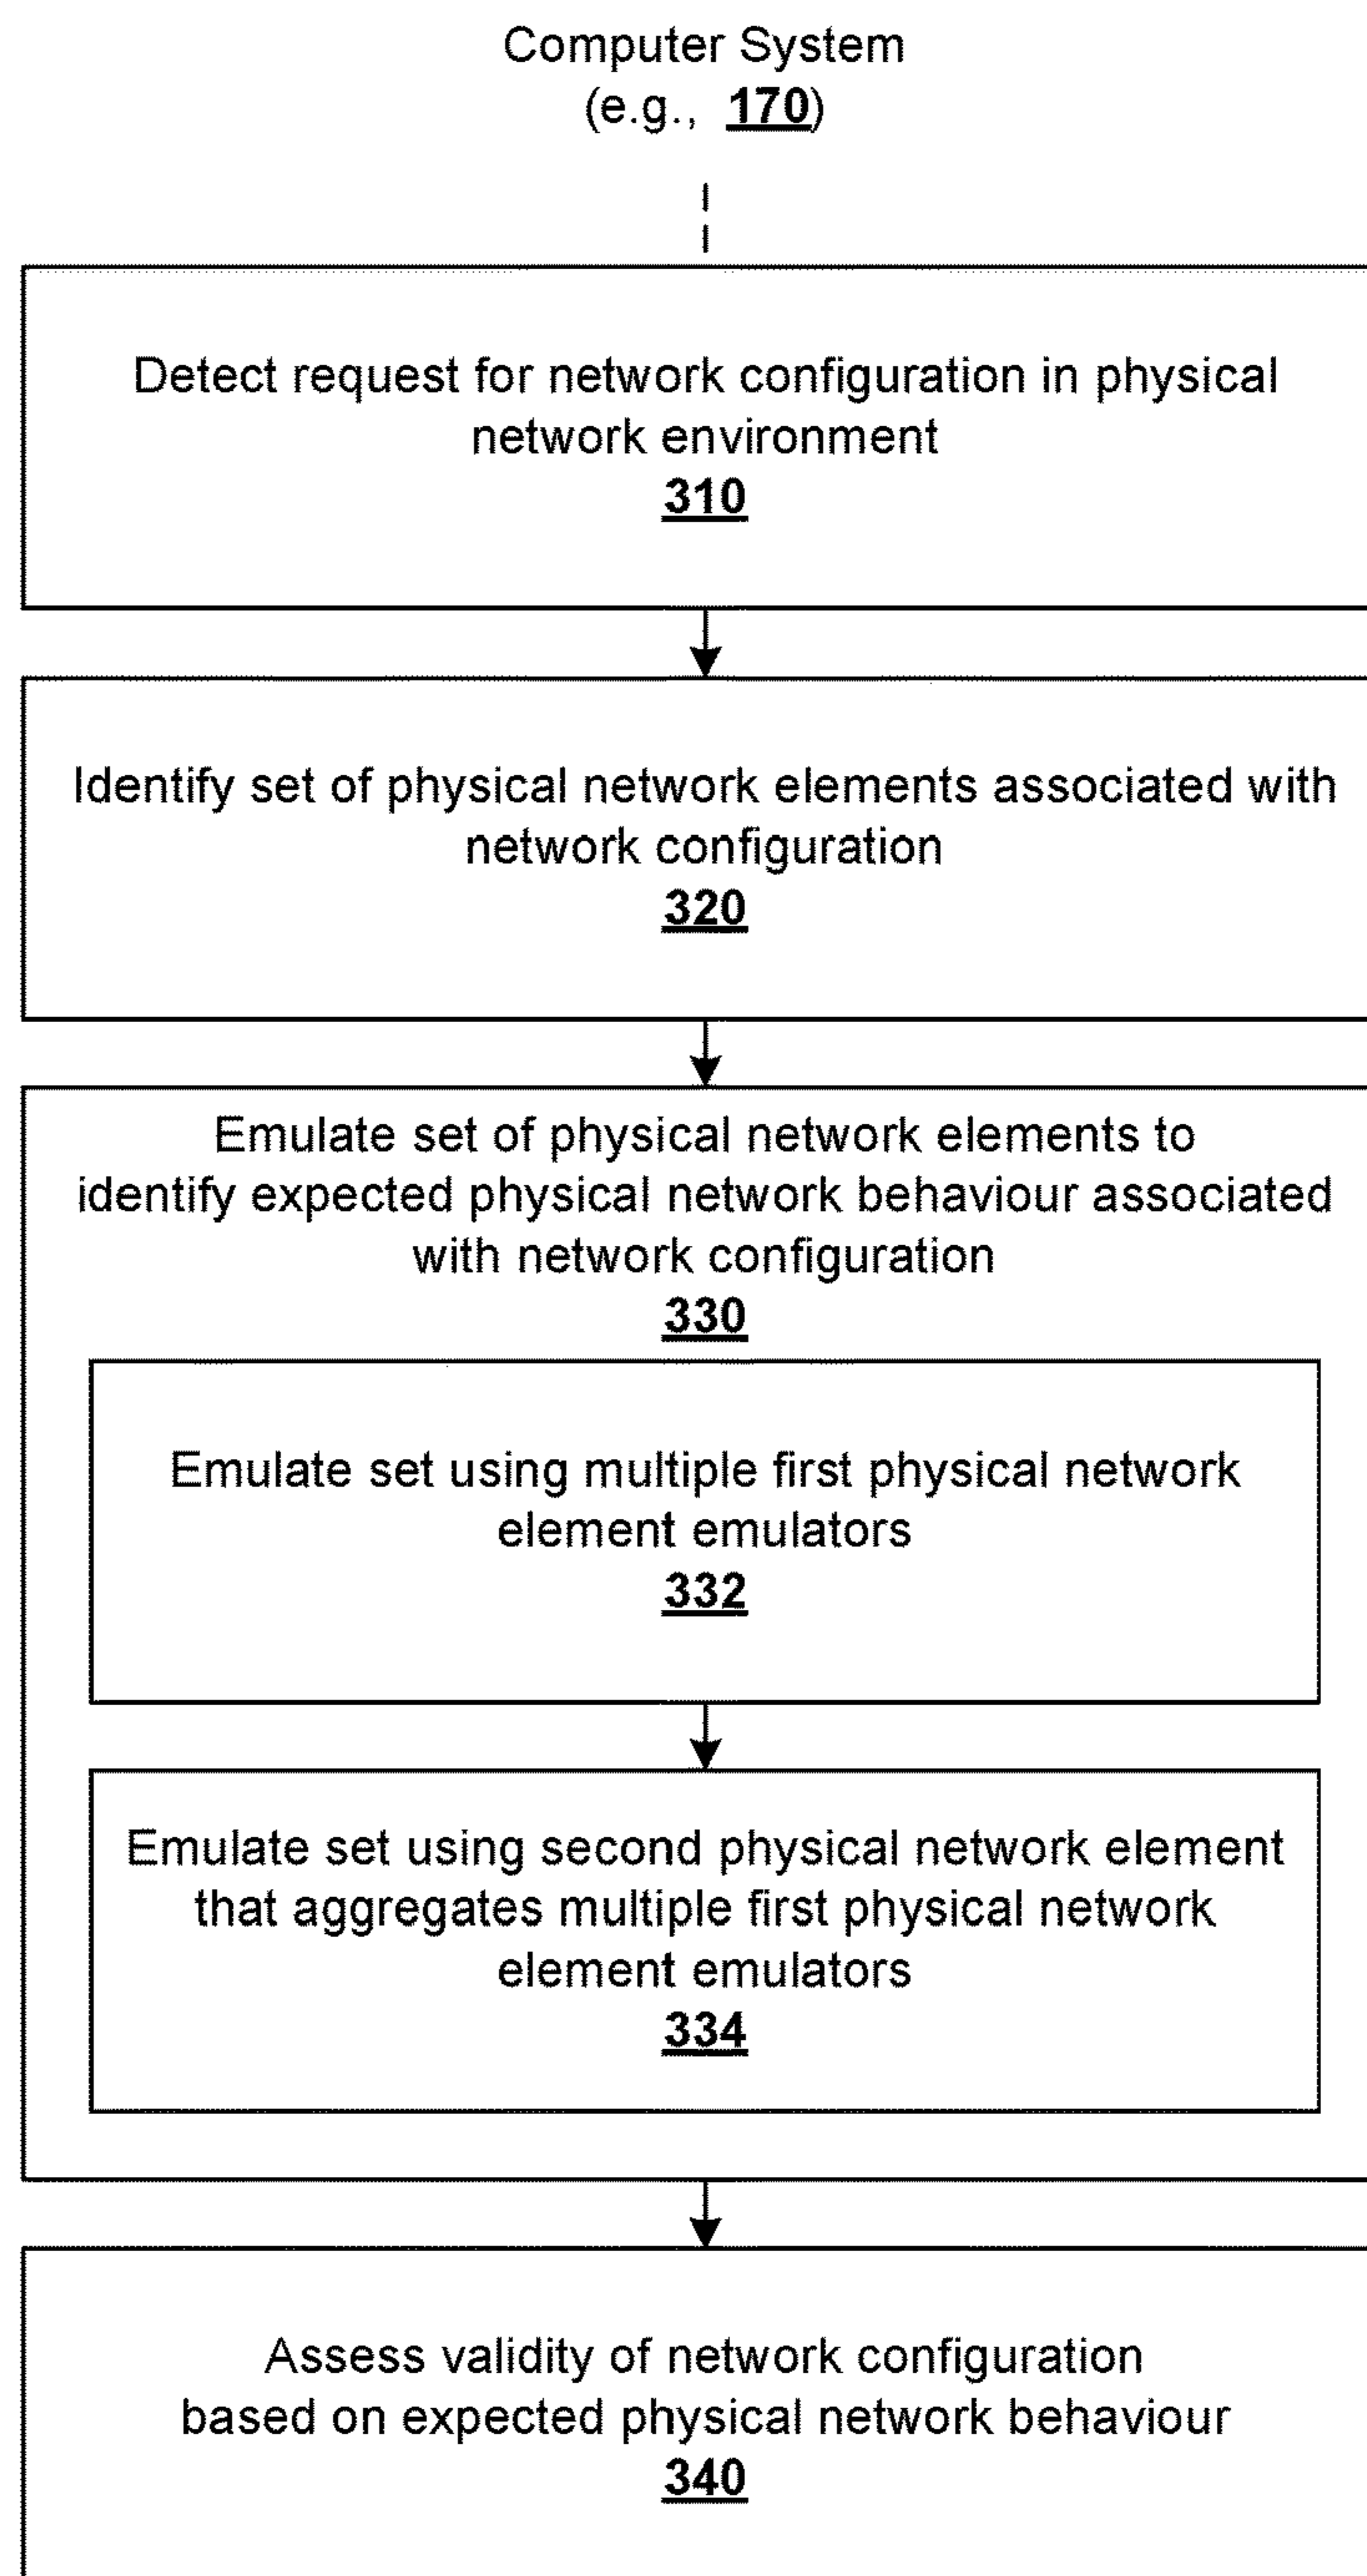 Computer System
(e.g., 170)
Detect request for network configuration in physical
network environment
310
Identify set of physical network elements associated with
network configuration
320
Emulate set of physical network elements to
identify expected physical network behaviour associated
with network configuration
330
Emulate set using multiple first physical network
element emulators
332
Emulate set using second physical network element
that aggregates multiple first physical network
element emulators
334
Assess validity of network configuration
based on expected physical network behaviour
340